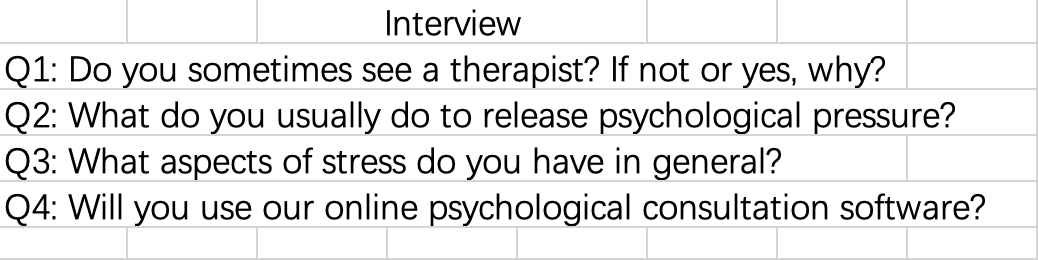 Interview
Q1: Do you sometimes see a therapist? If not or yes, why?
Q2: What do you usually do to release psychological pressure?
Q3: What aspects of stress do you have in general?
Q4: Will you use our online psychological consultation software?